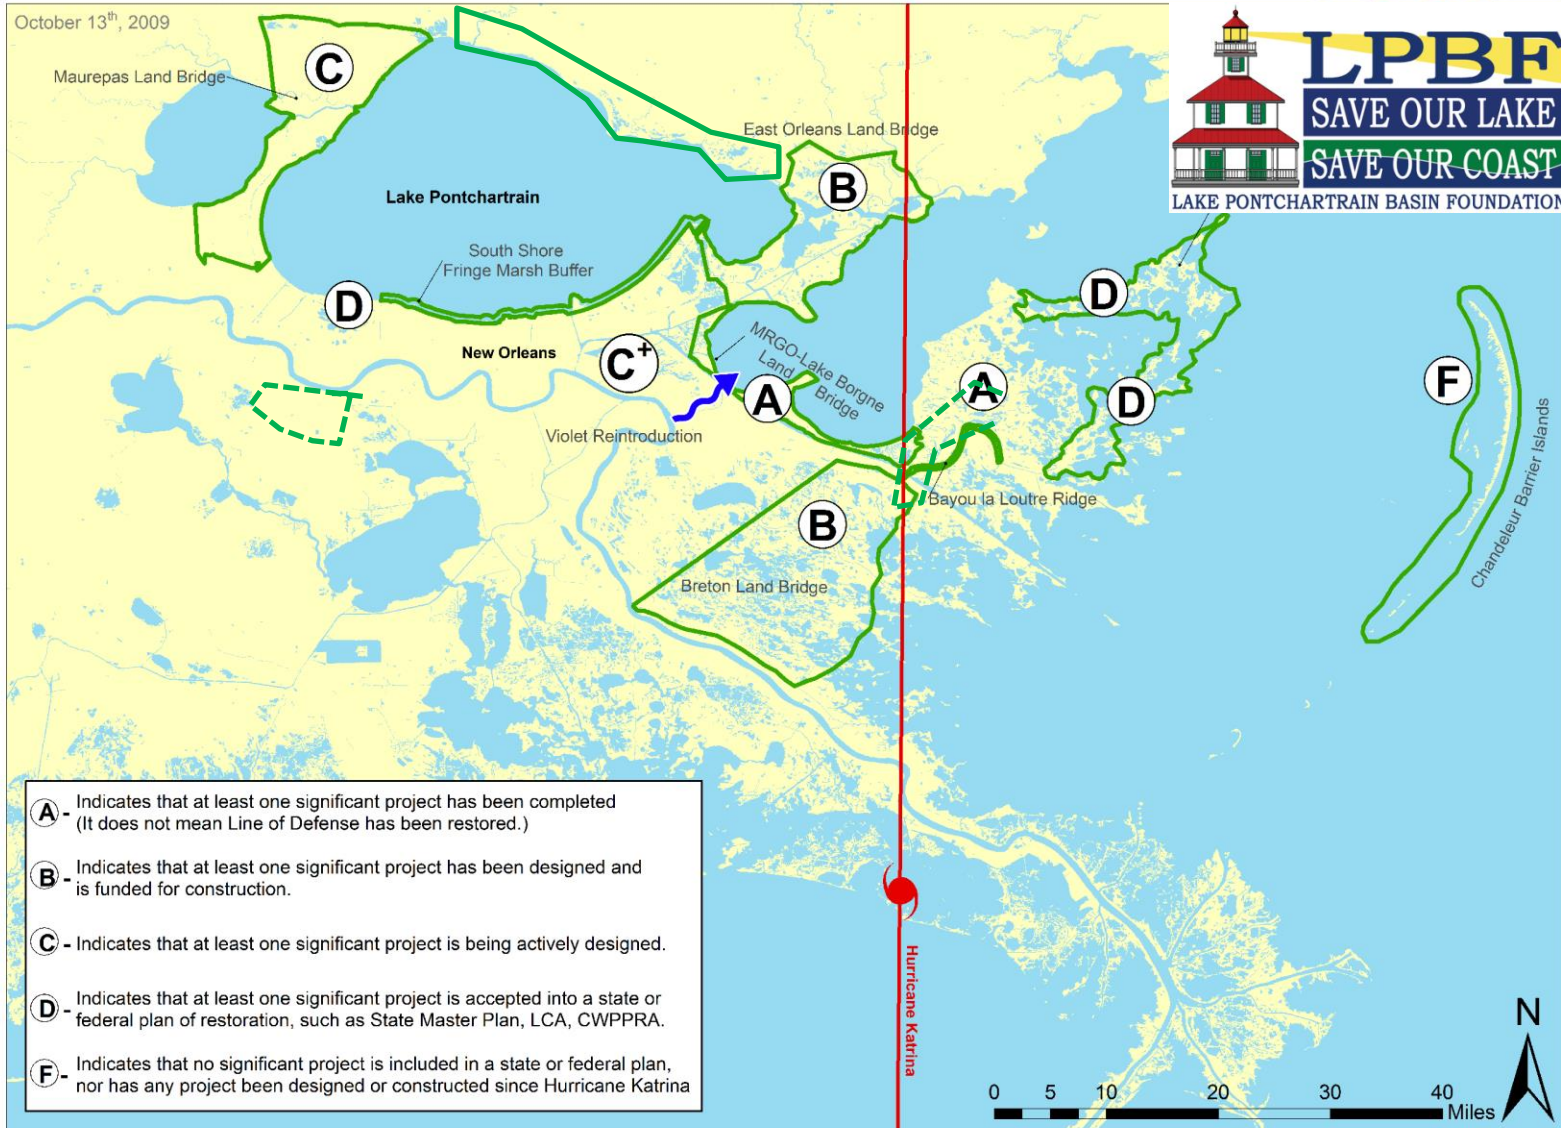 October 13th, 2009
LPBF
SAVE OUR LAKE
SAVE OUR COAST
LAKE PONTCHARTRAIN BASIN FOUNDATION
C
Maurepas Land Bridge
East Orleans Land Bridge
B
Lake Pontchartrain
South Shore
Fringe Marsh Buffer
D
D
New Orleans
C+
MRGO-Lake Borgne
Land Bridge
A
A
D
F
Violet Reintroduction
Bayou la Loutre Ridge
B
Breton Land Bridge
Chandeleur Barrier Islands
A - Indicates that at least one significant project has been completed
(It does not mean Line of Defense has been restored.)
B - Indicates that at least one significant project has been designed and
is funded for construction.
C - Indicates that at least one significant project is being actively designed.
D - Indicates that at least one significant project is accepted into a state or
federal plan of restoration, such as State Master Plan, LCA, CWPPRA.
F - Indicates that no significant project is included in a state or federal plan,
nor has any project been designed or constructed since Hurricane Katrina
Hurricane Katrina
N
0 5 10 20 30 40
Miles